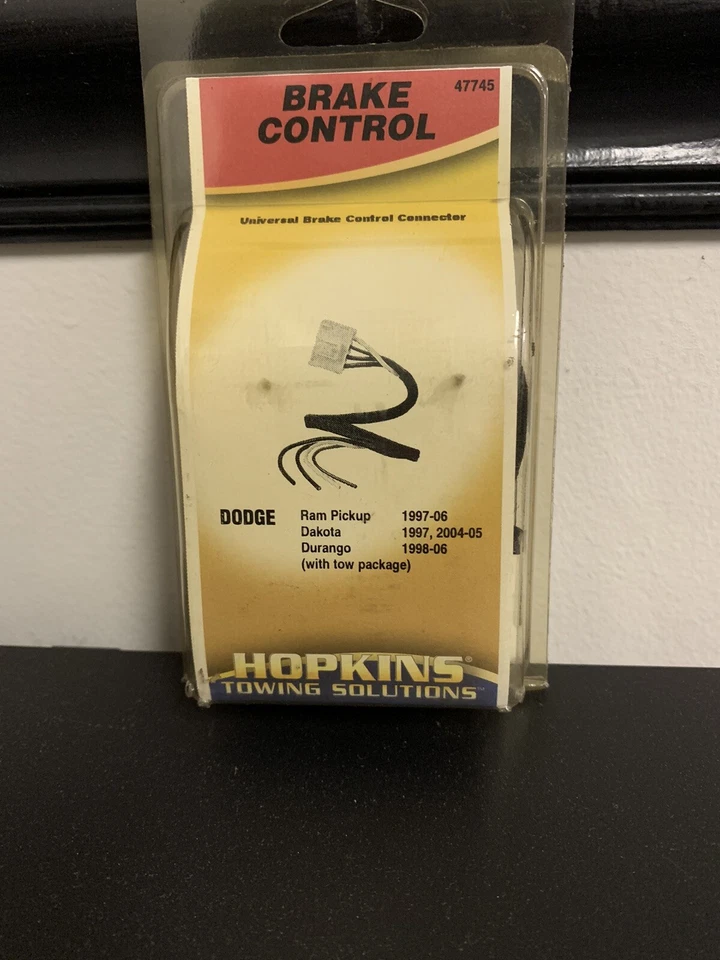 BRAKE
CONTROL
47745
Universal Brake Control Connector
DODGE Ram Pickup 1997-06
Dakota 1997, 2004-05
Durango 1998-06
(with tow package)
HOPKINS®
TOWING SOLUTIONS™